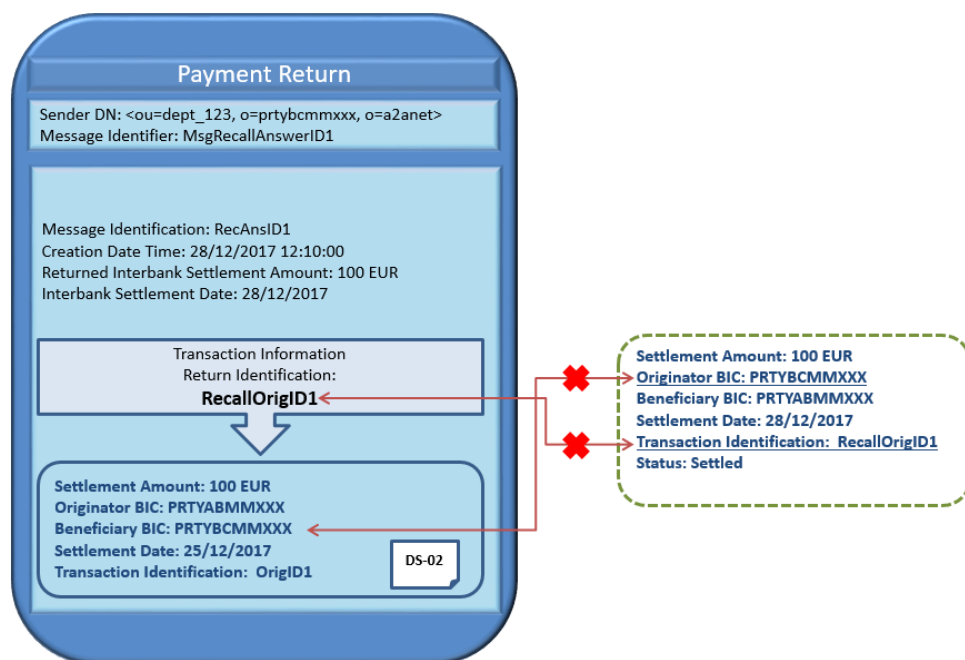 Payment Return
Sender DN: <ou=dept_123, o=prtybcmmxxx, o=a2anet>
Message Identifier: MsgRecallAnswerID1
Message Identification: RecAnsID1
Creation Date Time: 28/12/2017 12:10:00
Returned Interbank Settlement Amount: 100 EUR
Interbank Settlement Date: 28/12/2017
Transaction Information
Return Identification:
RecallOrigID1
Settlement Amount: 100 EUR
Originator BIC: PRTYABMMXXX
Beneficiary BIC: PRTYBCMMXXX
Settlement Date: 25/12/2017
Transaction Identification: OrigID1
DS-02
Settlement Amount: 100 EUR
Originator BIC: PRTYBCMMXXX
Beneficiary BIC: PRTYABMMXXX
Settlement Date: 28/12/2017
Transaction Identification: RecallOrigID1
Status: Settled